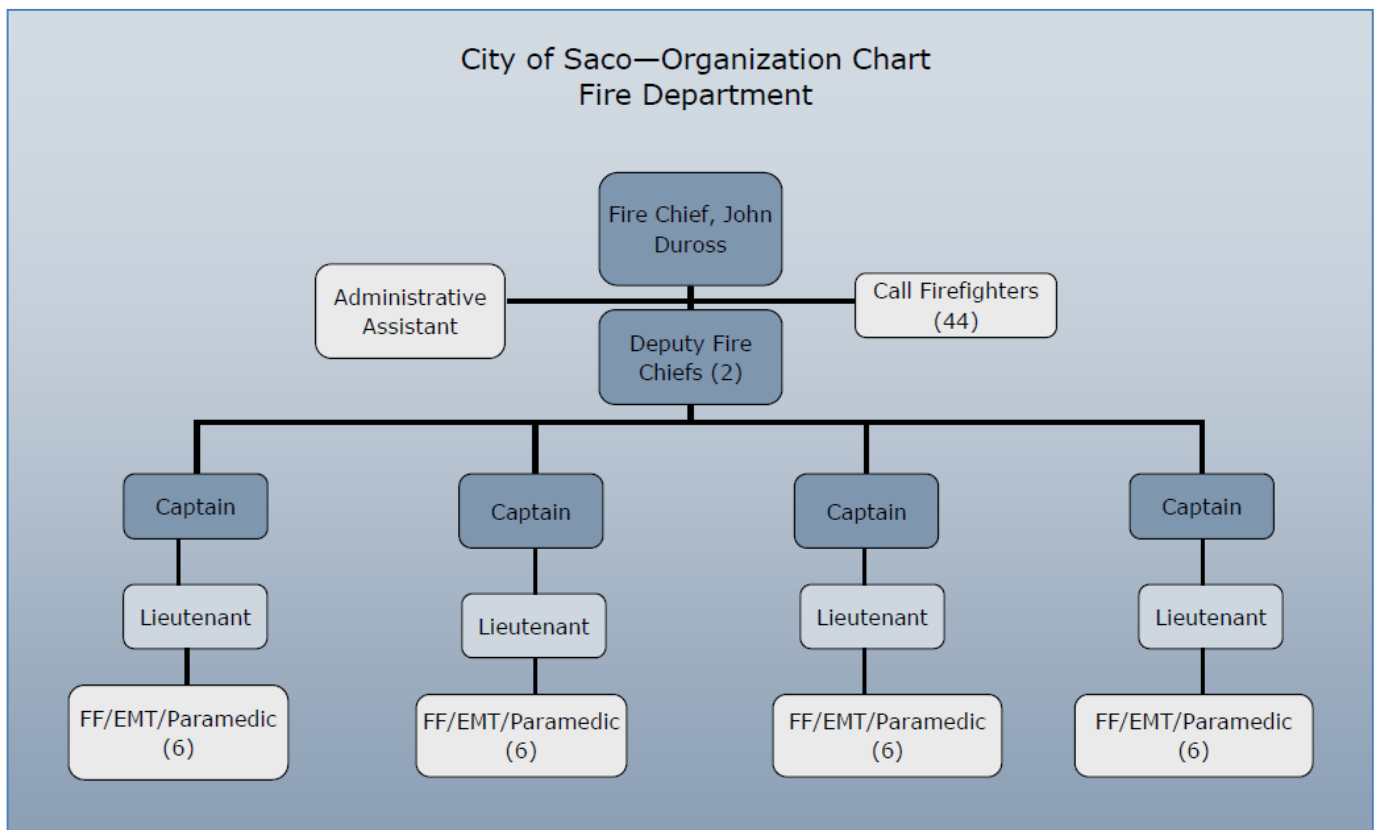 City of Saco—Organization Chart
Fire Department
Fire Chief, John
Duross
Administrative
Assistant
Call Firefighters
(44)
Deputy Fire
Chiefs (2)
Captain
Captain
Captain
Captain
Lieutenant
Lieutenant
Lieutenant
Lieutenant
FF/EMT/Paramedic
(6)
FF/EMT/Paramedic
(6)
FF/EMT/Paramedic
(6)
FF/EMT/Paramedic
(6)